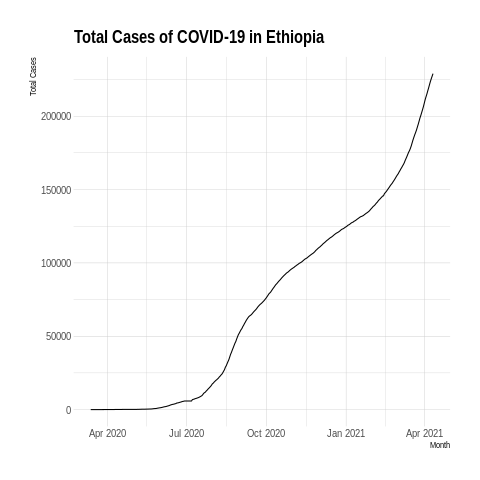 Total Cases of COVID-19 in Ethiopia
Total Cases
200000
150000
100000
50000
0
Apr 2020 Jul 2020 Oct 2020 Jan 2021 Apr 2021
Month